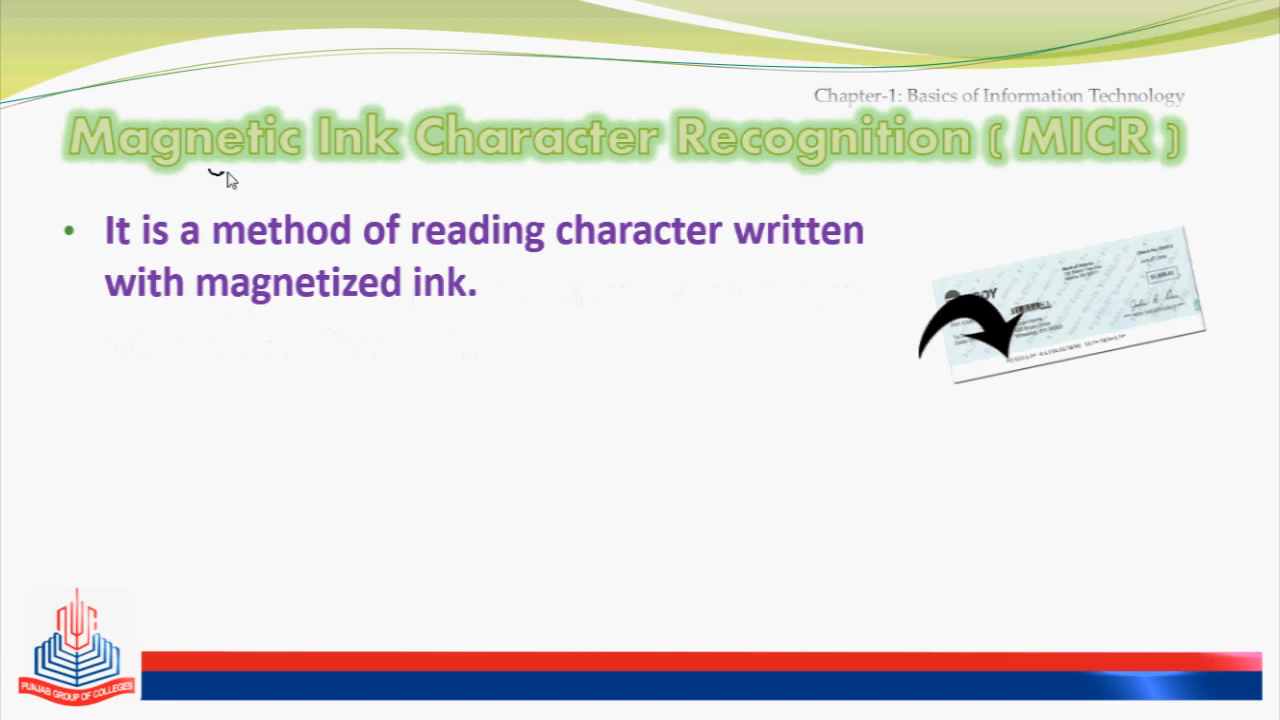 Chapter-1: Basics of Information Technology
Magnetic Ink Character Recognition ( MICR )
• It is a method of reading character written
with magnetized ink.
PUNJAB GROUP OF COLLEGES